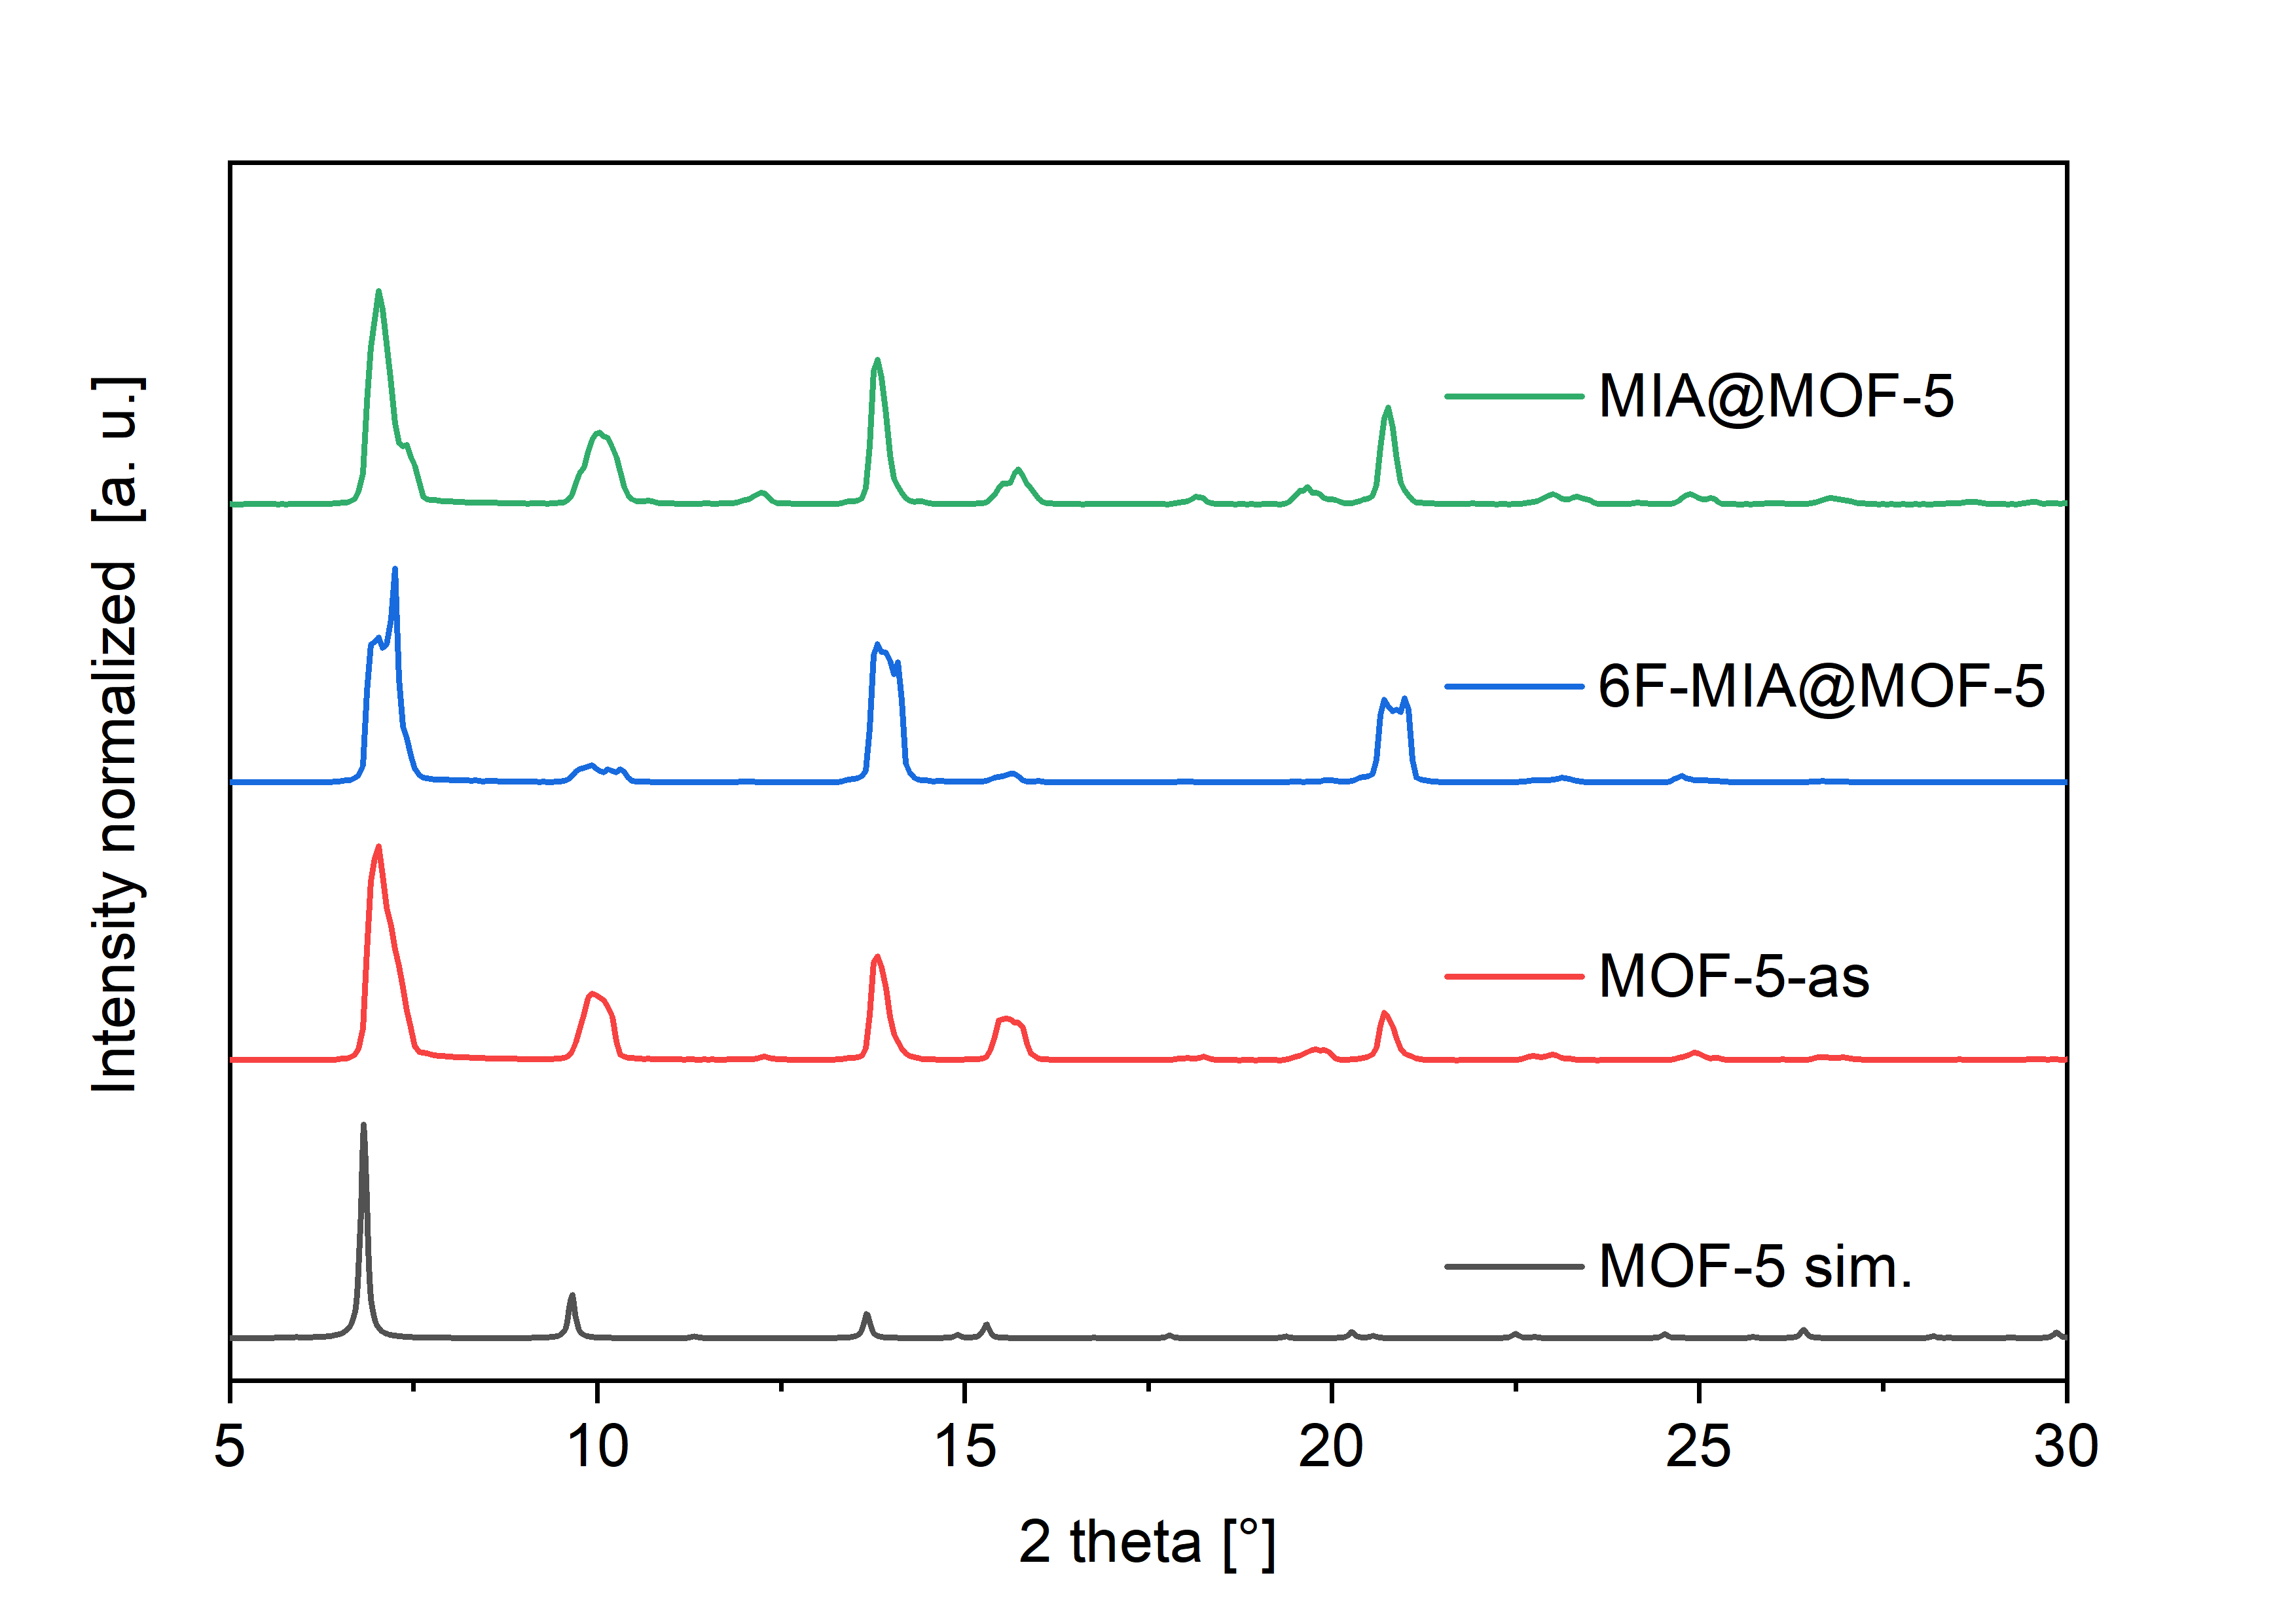 Intensity normalized  [a. u.]
MIA@MOF-5
6F-MIA@MOF-5
MOF-5-as
MOF-5 sim.
5 10 15 20 25 30
2 theta [°]